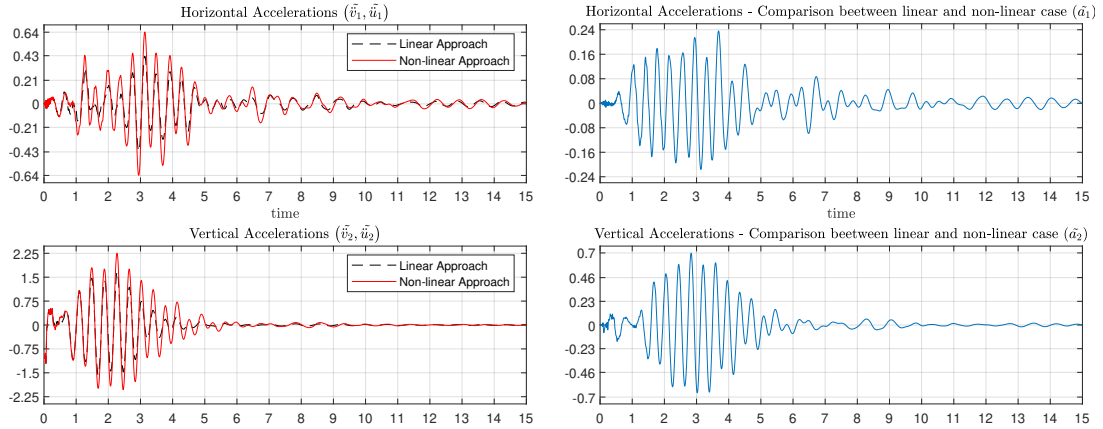 Horizontal Accelerations (ṽ̈₁, ũ̈₁)
0.64
0.43
0.21
0
-0.21
-0.43
-0.64
Linear Approach
Non-linear Approach
0 1 2 3 4 5 6 7 8 9 10 11 12 13 14 15
time
Horizontal Accelerations - Comparison beetween linear and non-linear case (ã₁)
0.24
0.16
0.08
0
-0.08
-0.16
-0.24
0 1 2 3 4 5 6 7 8 9 10 11 12 13 14 15
time
Vertical Accelerations (ṽ̈₂, ũ̈₂)
2.25
1.5
0.75
0
-0.75
-1.5
-2.25
Linear Approach
Non-linear Approach
0 1 2 3 4 5 6 7 8 9 10 11 12 13 14 15
Vertical Accelerations - Comparison beetween linear and non-linear case (ã₂)
0.7
0.46
0.23
0
-0.23
-0.46
-0.7
0 1 2 3 4 5 6 7 8 9 10 11 12 13 14 15